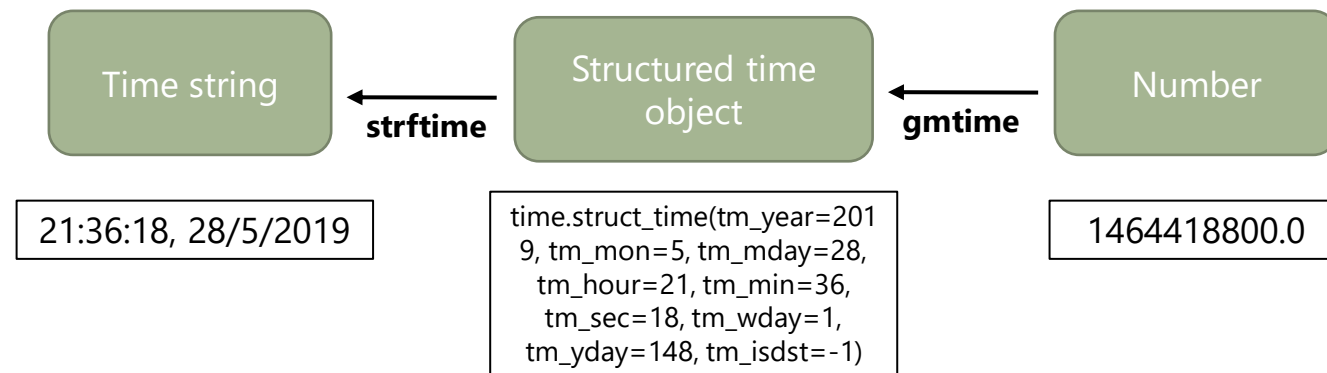 Time string
strftime
Structured time
object
gmtime
Number
21:36:18, 28/5/2019
time.struct_time(tm_year=201
9, tm_mon=5, tm_mday=28,
tm_hour=21, tm_min=36,
tm_sec=18, tm_wday=1,
tm_yday=148, tm_isdst=-1)
1464418800.0